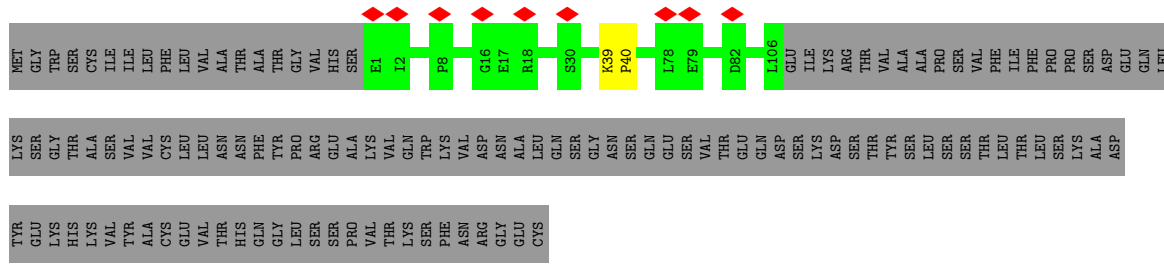 MET GLY TRP SER CYS ILE ILE LEU PHE LEU VAL ALA THR ALA THR GLY VAL HIS SER E1 I2 P8 G16 E17 R18 S30 K39 P40 L78 E79 D82 L106 GLU ILE LYS ARG THR VAL ALA ALA PRO SER VAL PHE ILE PHE PRO PRO SER ASP GLU GLN LEU
LYS SER GLY THR ALA SER VAL VAL CYS LEU LEU ASN ASN PHE TYR PRO ARG GLU ALA LYS VAL GLN TRP LYS VAL ASP ASN ALA LEU GLN SER GLY ASN SER GLN GLU SER VAL THR GLU GLN ASP SER LYS ASP SER THR TYR SER LEU SER SER THR LEU THR LEU SER LYS ALA ASP
TYR GLU LYS HIS LYS VAL TYR ALA CYS GLU VAL THR HIS GLN GLY LEU SER SER PRO VAL THR LYS SER PHE ASN ARG GLY GLU CYS